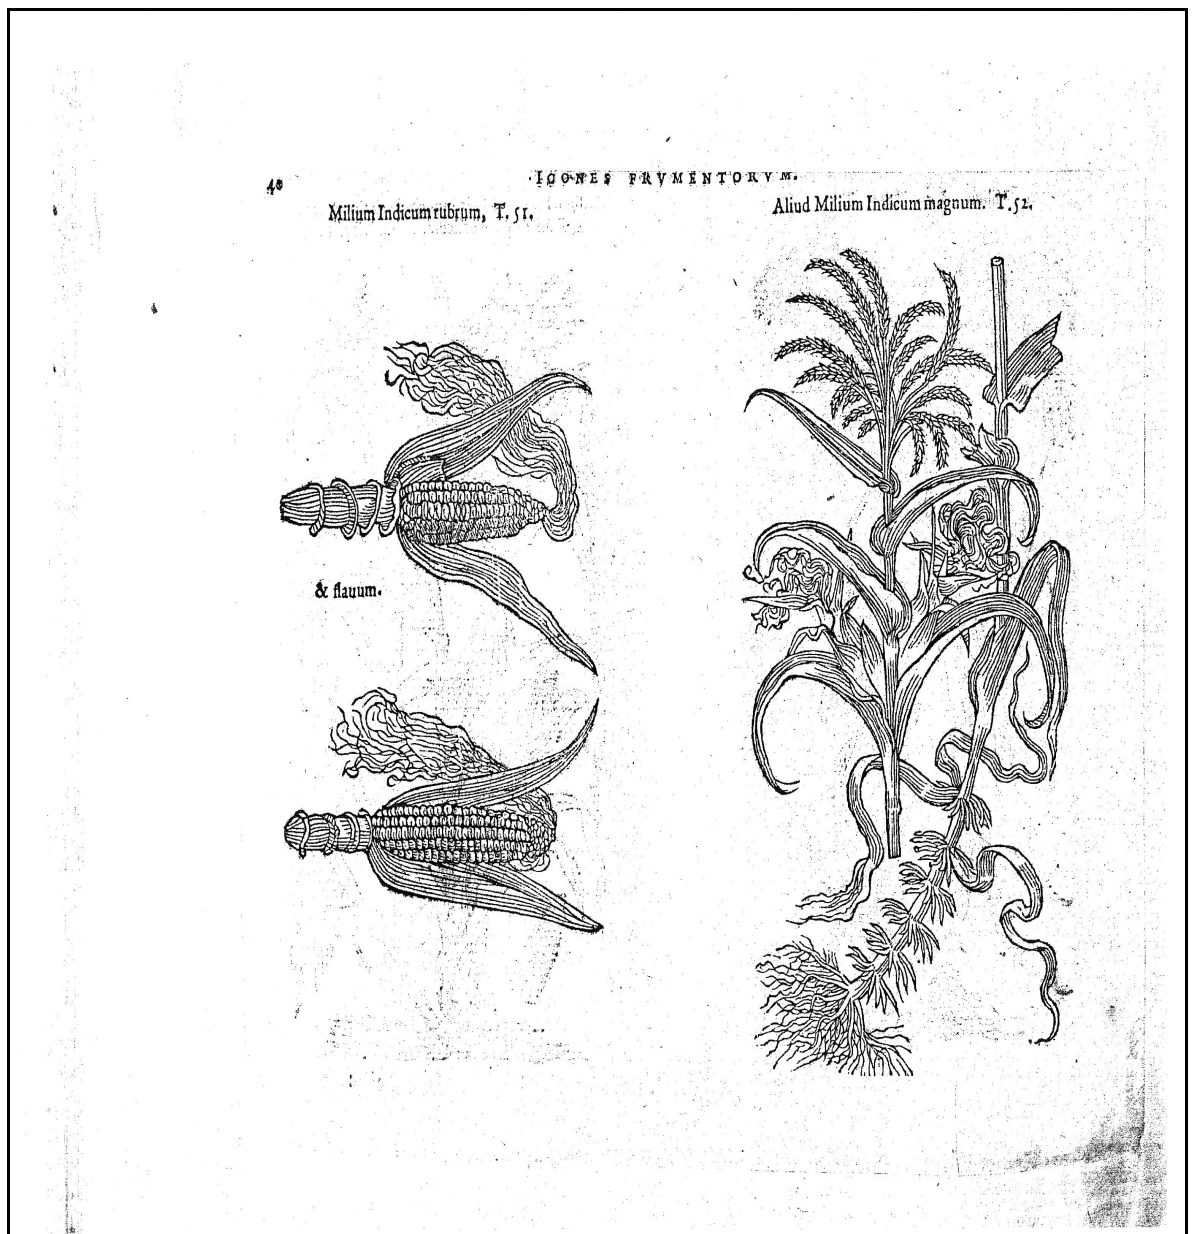 40
ICONES FRVMENTORVM.
Milium Indicum rubrum, T. 51.
Aliud Milium Indicum magnum. T. 52.
& flauum.